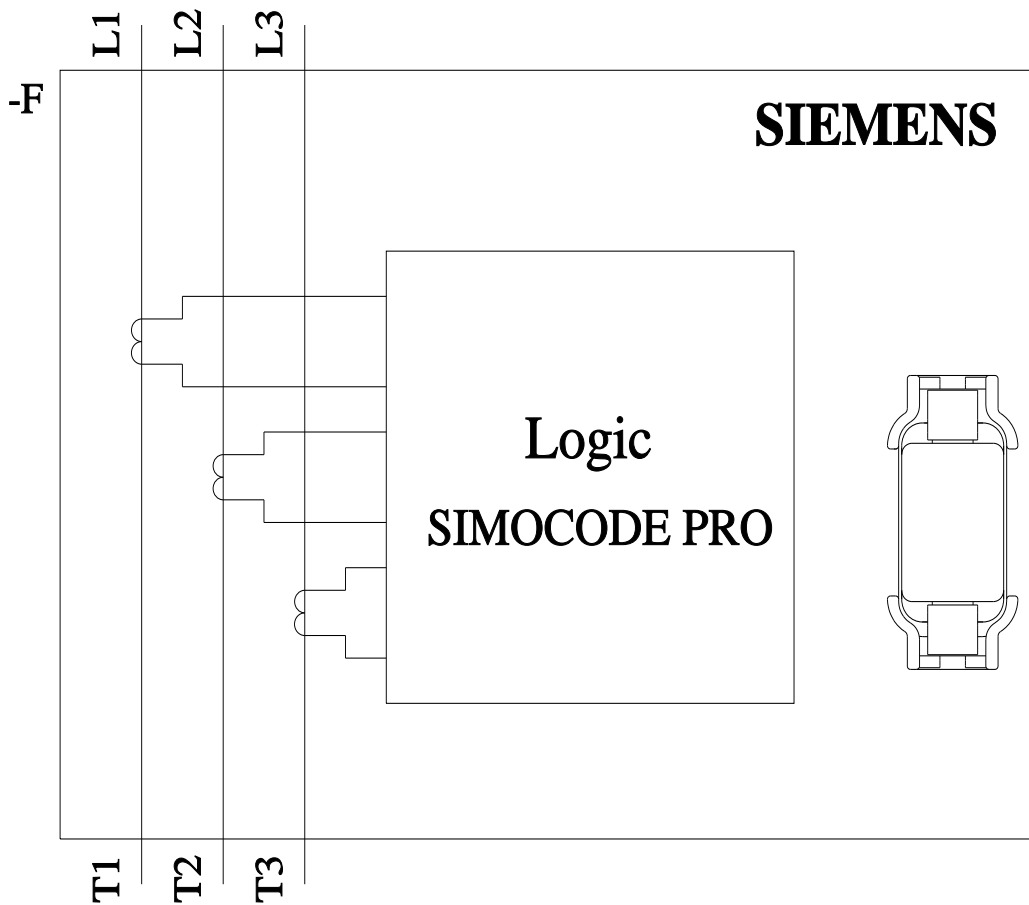 L1 L2 L3
-F
SIEMENS
Logic
SIMOCODE PRO
T1 T2 T3